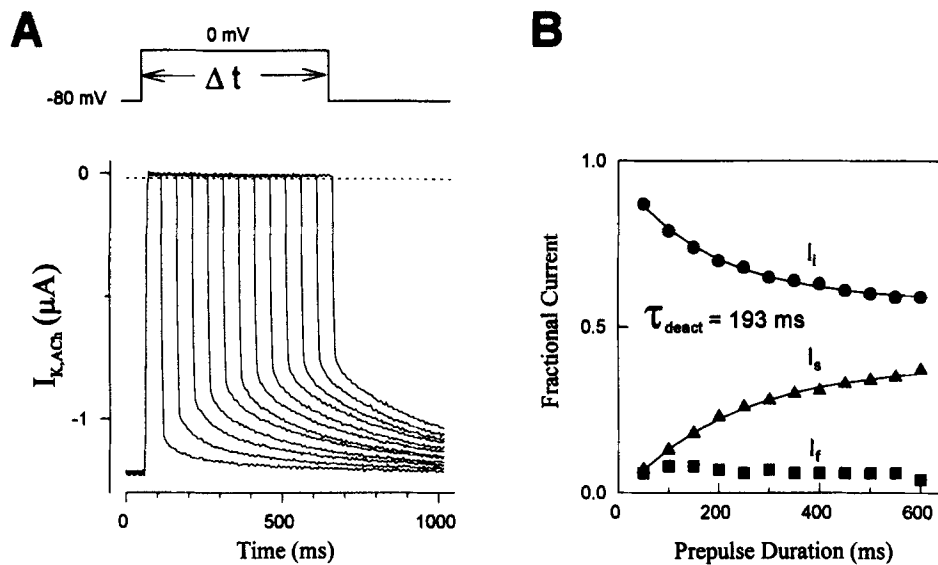 A
0 mV
Δ t
-80 mV
0
-1
I_K,ACh (μA)
0 500 1000
Time (ms)
B
1.0
0.5
0.0
Fractional Current
I_i
τ_deact = 193 ms
I_s
I_f
0 200 400 600
Prepulse Duration (ms)